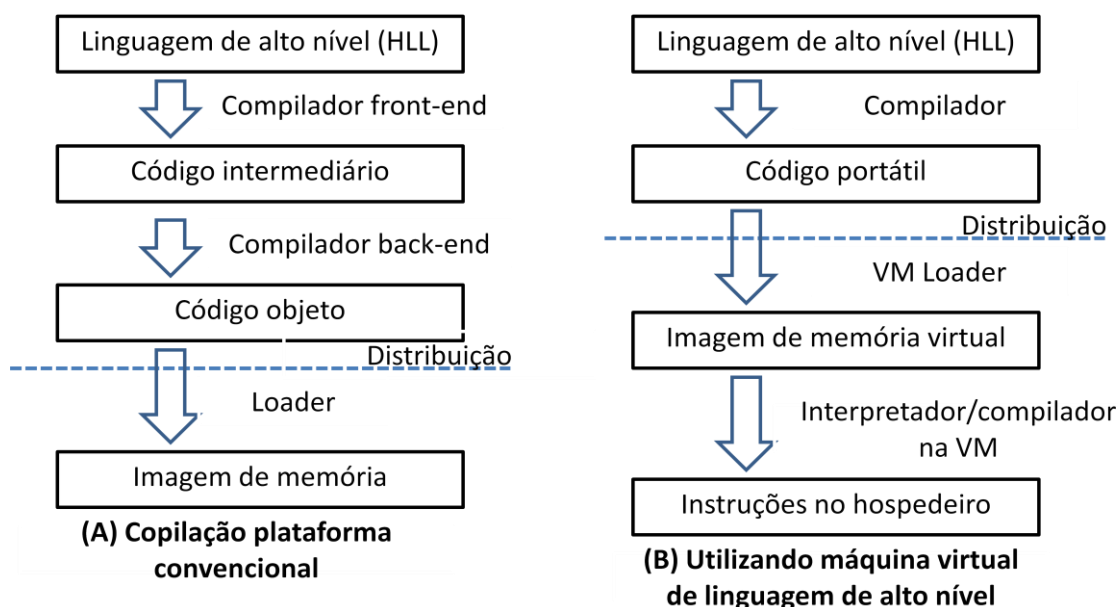 Linguagem de alto nível (HLL)
Compilador front-end
Código intermediário
Compilador back-end
Código objeto
Distribuição
Loader
Imagem de memória
(A) Copilação plataforma
convencional
Linguagem de alto nível (HLL)
Compilador
Código portátil
Distribuição
VM Loader
Imagem de memória virtual
Interpretador/compilador
na VM
Instruções no hospedeiro
(B) Utilizando máquina virtual
de linguagem de alto nível